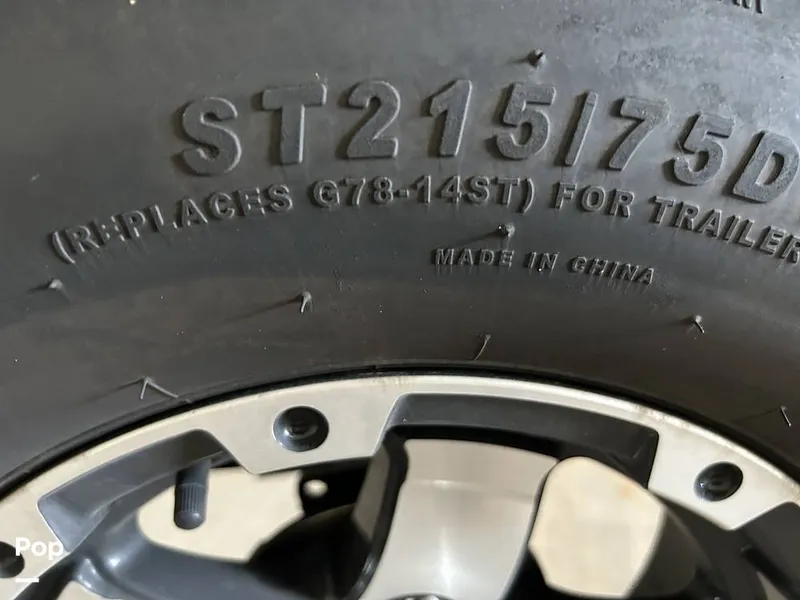 ST215/75D
(REPLACES G78-14ST) FOR TRAILER
MADE IN CHINA
Pop